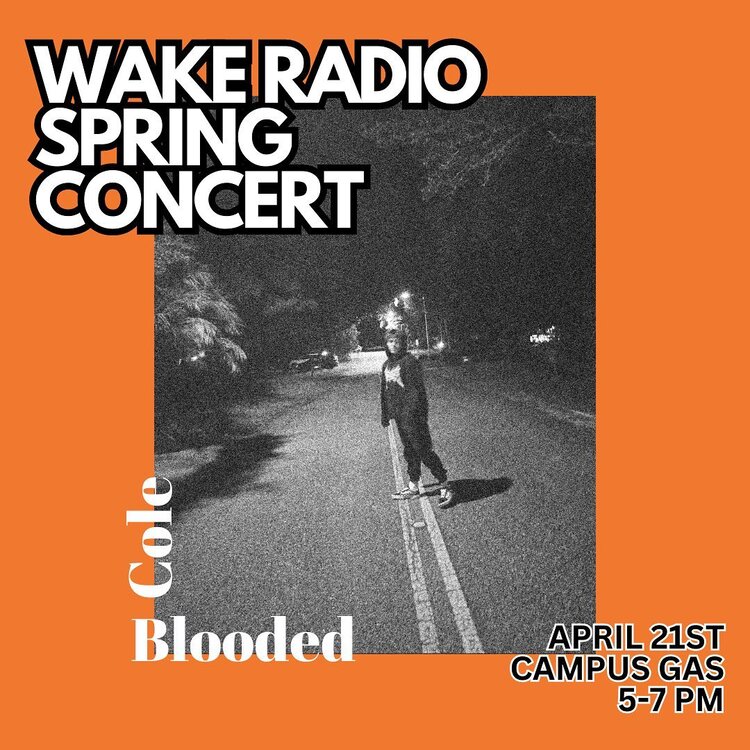 WAKE RADIO
SPRING
CONCERT
Cole
Blooded
APRIL 21ST
CAMPUS GAS
5-7 PM